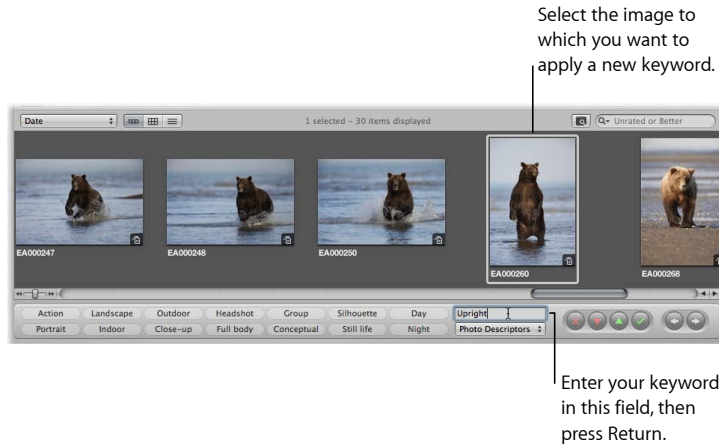 Select the image to
which you want to
apply a new keyword.
Date
1 selected – 30 items displayed
Unrated or Better
EA000247
EA000248
EA000250
EA000260
EA000268
Action Landscape Outdoor Headshot Group Silhouette Day Upright
Portrait Indoor Close-up Full body Conceptual Still life Night Photo Descriptors
Enter your keyword
in this field, then
press Return.